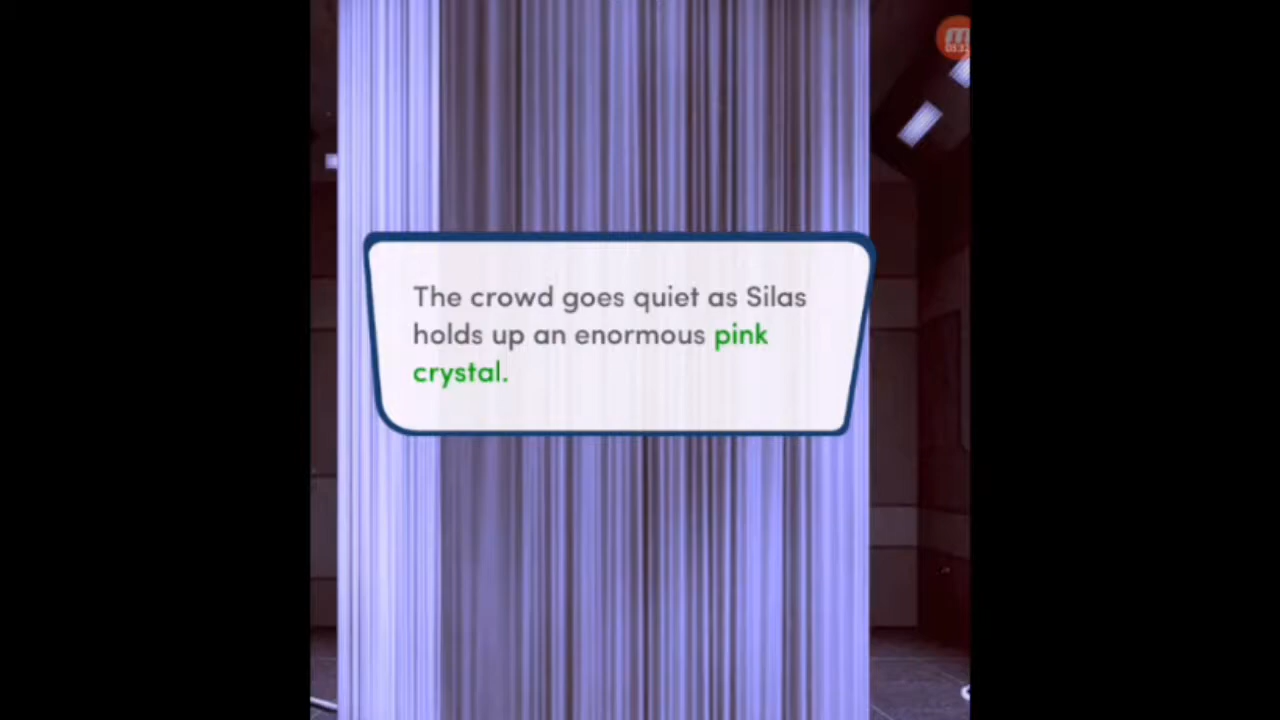 The crowd goes quiet as Silas
holds up an enormous pink
crystal.